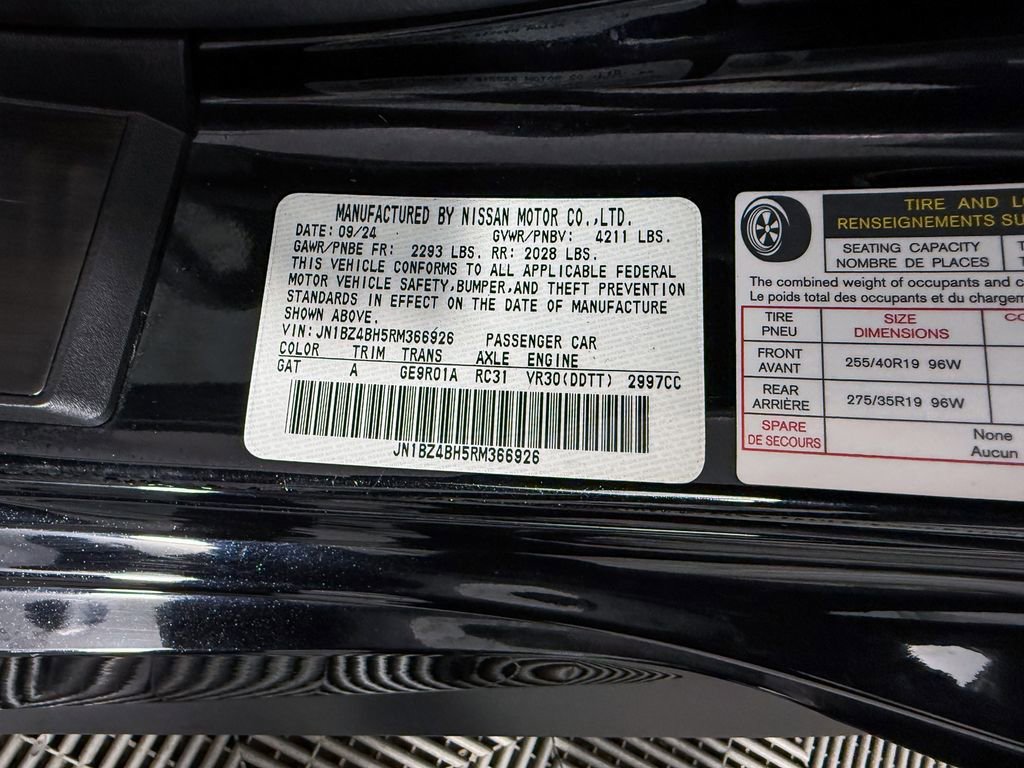 MANUFACTURED BY NISSAN MOTOR CO.,LTD.
DATE: 09/24 GVWR/PNBV: 4211 LBS.
GAWR/PNBE FR: 2293 LBS. RR: 2028 LBS.
THIS VEHICLE CONFORMS TO ALL APPLICABLE FEDERAL
MOTOR VEHICLE SAFETY,BUMPER,AND THEFT PREVENTION
STANDARDS IN EFFECT ON THE DATE OF MANUFACTURE
SHOWN ABOVE.
VIN:JN1BZ4BH5RM366926 PASSENGER CAR
COLOR TRIM TRANS AXLE ENGINE
GAT A GE9R01A RC31 VR30(DDTT) 2997CC
JN1BZ4BH5RM366926
TIRE AND
RENSEIGNEMENTS
SEATING CAPACITY
NOMBRE DE PLACES
The combined weight of occupants and
Le poids total des occupants et du
TIRE
PNEU
SIZE
DIMENSIONS
FRONT
AVANT
255/40R19 96W
REAR
ARRIÈRE
275/35R19 96W
SPARE
DE SECOURS
None
Aucun